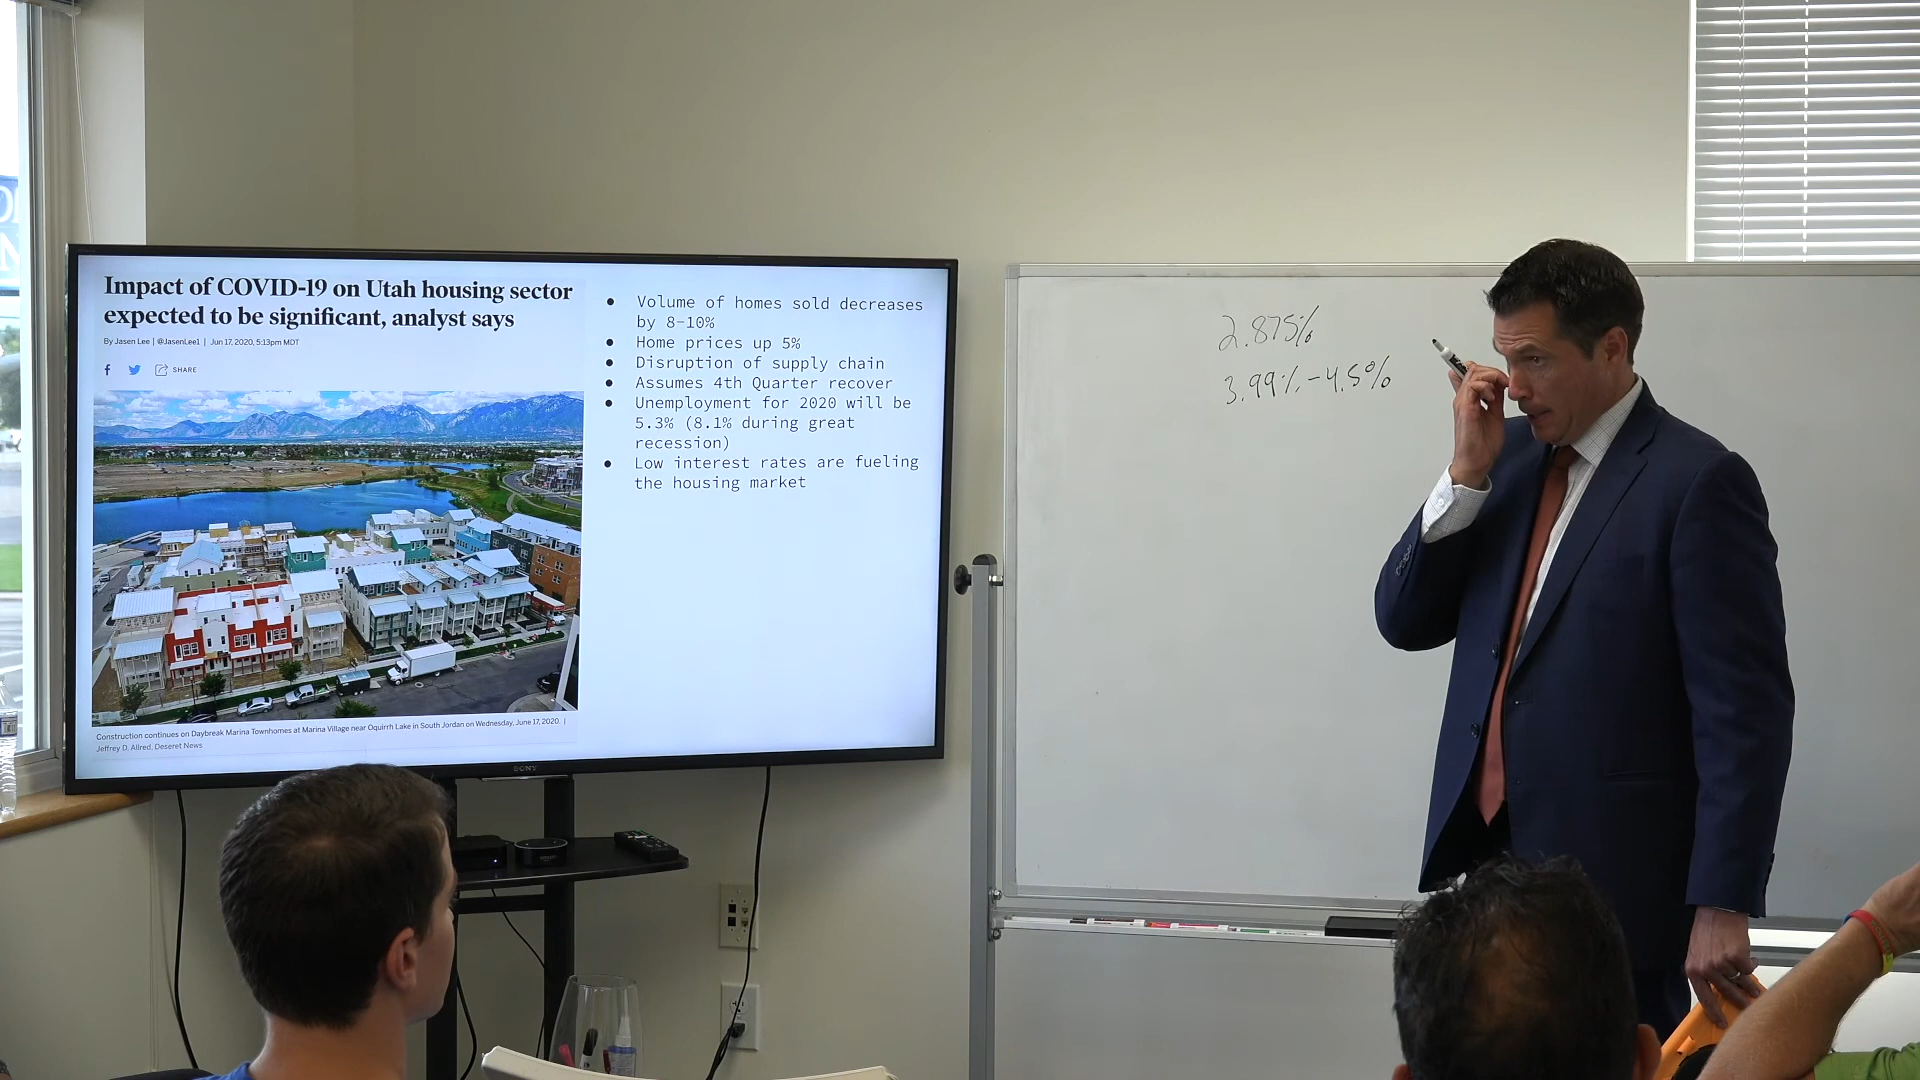 Impact of COVID-19 on Utah housing sector
expected to be significant, analyst says
By Jasen Lee | @JasenLee1 | Jun 17, 2020, 5:13pm MDT
SHARE
Construction continues on Daybreak Marina Townhomes at Marina Village near Oquirrh Lake in South Jordan on Wednesday, June 17, 2020. |
Jeffrey D. Allred, Deseret News
• Volume of homes sold decreases
by 8-10%
• Home prices up 5%
• Disruption of supply chain
• Assumes 4th Quarter recover
• Unemployment for 2020 will be
5.3% (8.1% during great
recession)
• Low interest rates are fueling
the housing market
SONY
2.875%
3.99%-4.5%